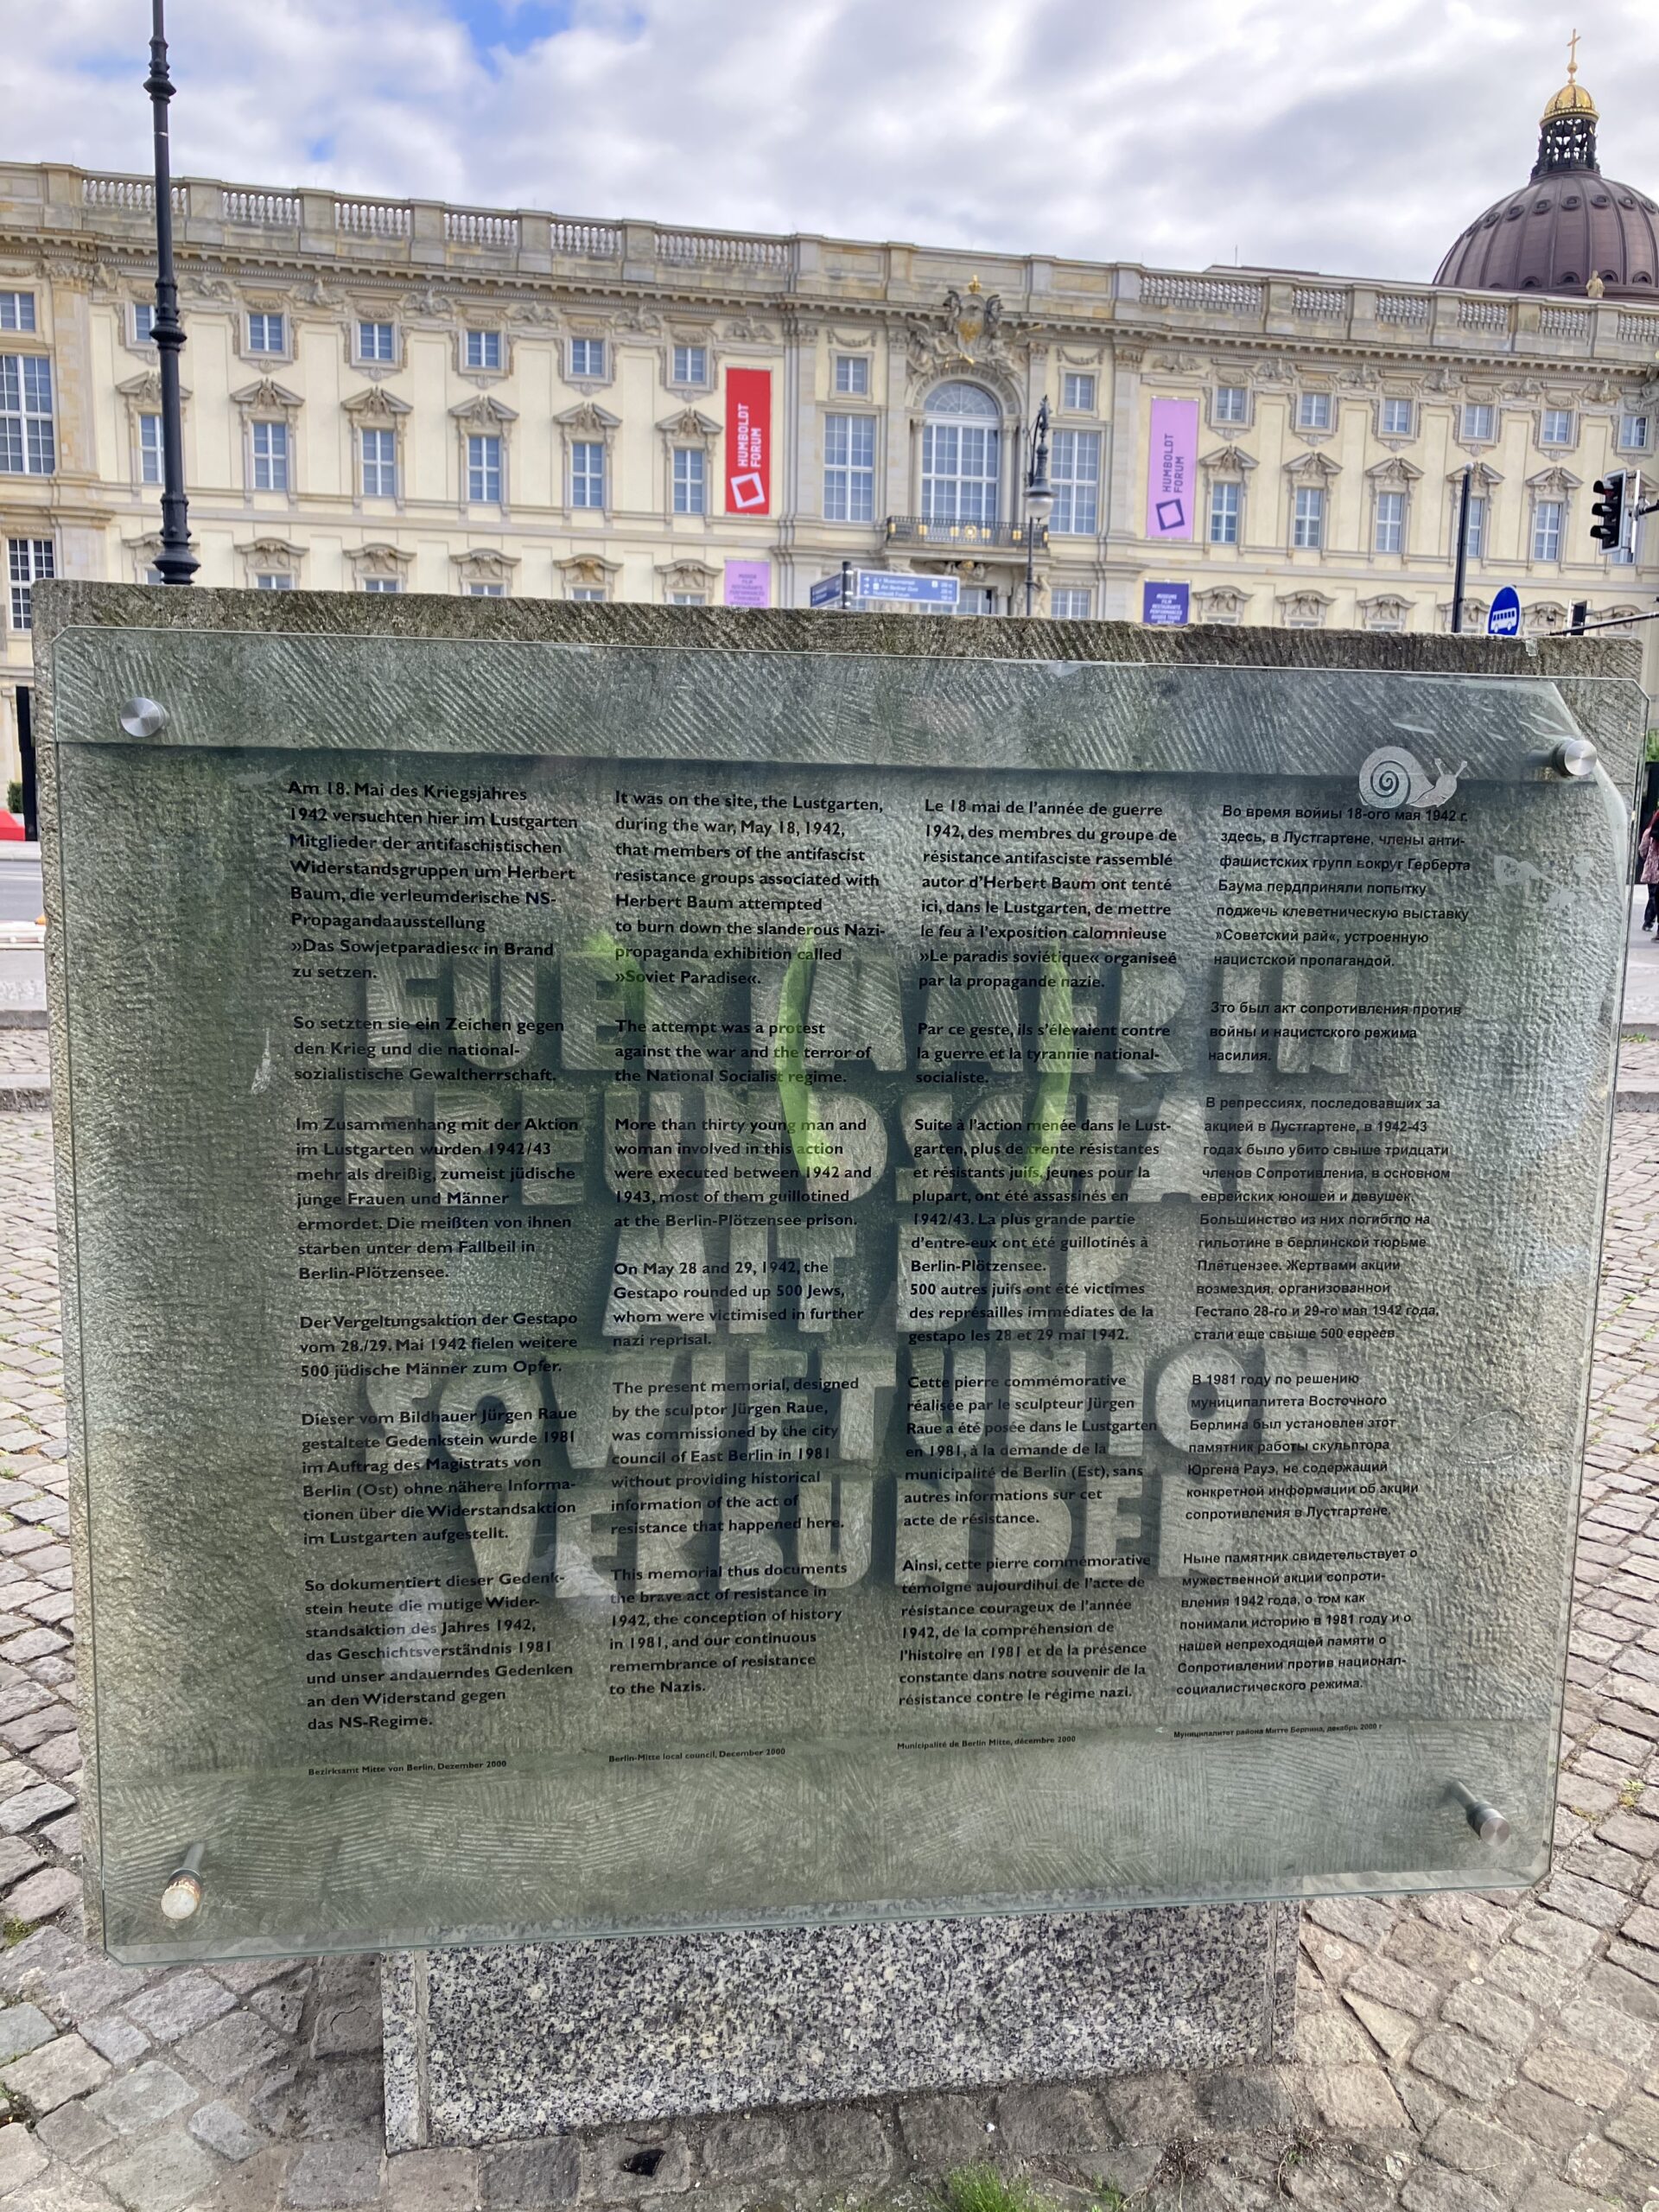 HUMBOLDT
FORUM
HUMBOLDT
FORUM
Am 18. Mai des Kriegsjahres
1942 versuchten hier im Lustgarten
Mitglieder der antifaschistischen
Widerstandsgruppen um Herbert
Baum, die verleumderische NS-
Propagandaausstellung
»Das Sowjetparadies« in Brand
zu setzen.
So setzten sie ein Zeichen gegen
den Krieg und die national-
sozialistische Gewaltherrschaft.
Im Zusammenhang mit der Aktion
im Lustgarten wurden 1942/43
mehr als dreißig, zumeist jüdische
junge Frauen und Männer
ermordet. Die meißten von ihnen
starben unter dem Fallbeil in
Berlin-Plötzensee.
Der Vergeltungsaktion der Gestapo
vom 28./29. Mai 1942 fielen weitere
500 jüdische Männer zum Opfer.
Dieser vom Bildhauer Jürgen Raue
gestaltete Gedenkstein wurde 1981
im Auftrag des Magistrats von
Berlin (Ost) ohne nähere Informa-
tionen über die Widerstandsaktion
im Lustgarten aufgestellt.
So dokumentiert dieser Gedenk-
stein heute die mutige Wider-
standsaktion des Jahres 1942,
das Geschichtsverständnis 1981
und unser andauerndes Gedenken
an den Widerstand gegen
das NS-Regime.
Bezirksamt Mitte von Berlin, Dezember 2000
It was on the site, the Lustgarten,
during the war, May 18, 1942,
that members of the antifascist
resistance groups associated with
Herbert Baum attempted
to burn down the slanderous Nazi-
propaganda exhibition called
»Soviet Paradise«.
The attempt was a protest
against the war and the terror of
the National Socialist regime.
More than thirty young man and
woman involved in this action
were executed between 1942 and
1943, most of them guillotined
at the Berlin-Plötzensee prison.
On May 28 and 29, 1942, the
Gestapo rounded up 500 Jews,
whom were victimised in further
nazi reprisal.
The present memorial, designed
by the sculptor Jürgen Raue,
was commissioned by the city
council of East Berlin in 1981
without providing historical
information of the act of
resistance that happened here.
This memorial thus documents
the brave act of resistance in
1942, the conception of history
in 1981, and our continuous
remembrance of resistance
to the Nazis.
Berlin-Mitte local council, December 2000
Le 18 mai de l'année de guerre
1942, des membres du groupe de
résistance antifasciste rassemblé
autor d'Herbert Baum ont tenté
ici, dans le Lustgarten, de mettre
le feu à l'exposition calomnieuse
»Le paradis soviétique« organiseé
par la propagande nazie.
Par ce geste, ils s'élevaient contre
la guerre et la tyrannie national-
socialiste.
Suite à l'action menée dans le Lust-
garten, plus de trente résistantes
et résistants juifs, jeunes pour la
plupart, ont été assassinés en
1942/43. La plus grande partie
d'entre-eux ont été guillotinés à
Berlin-Plötzensee.
500 autres juifs ont été victimes
des représailles immédiates de la
gestapo les 28 et 29 mai 1942.
Cette pierre commémorative
réalisée par le sculpteur Jürgen
Raue a été posée dans le Lustgarten
en 1981, à la demande de la
municipalité de Berlin (Est), sans
autres informations sur cet
acte de résistance.
Ainsi, cette pierre commémorative
témoigne aujourdihui de l'acte de
résistance courageux de l'année
1942, de la compréhension de
l'histoire en 1981 et de la présence
constante dans notre souvenir de la
résistance contre le régime nazi.
Municipalité de Berlin Mitte, décembre 2000
Во время войны 18-ого мая 1942 г.
здесь, в Лустгартене, члены анти-
фашистских групп вокруг Герберта
Баума пердприняли попытку
поджечь клеветническую выставку
»Советский рай«, устроенную
нацистской пропагандой.
Зто был акт сопротивления против
войны и нацистского режима
насилия.
В репрессиях, последовавших за
акцией в Лустгартене, в 1942-43
годах было убито свыше тридцати
членов Сопротивлениа, в основном
еврейских юношей и девушек.
Большинство из них погибгло на
гильотине в берлинской тюрьме
Плётцензее. Жертвами акции
возмездия, организованной
Гестапо 28-го и 29-го мая 1942 года,
стали еще свыше 500 евреев.
В 1981 году по решению
муниципалитета Восточного
Берлина был установлен этот
памятник работы скульптора
Юргена Рауэ, не содержащий
конкретной информации об акции
сопротивления в Лустгартене.
Ныне памятник свидетельствует о
мужественной акции сопроти-
вления 1942 года, о том как
понимали историю в 1981 году и о
нашей непреходящей памяти о
Сопротивлении против национал-
социалистического режима.
Муниципалитет района Митте Берлина, декабрь 2000 г
FUER IMMER IN
FREUNDSCHAFT
MIT DER
SOWJETUNION
VERBUNDEN